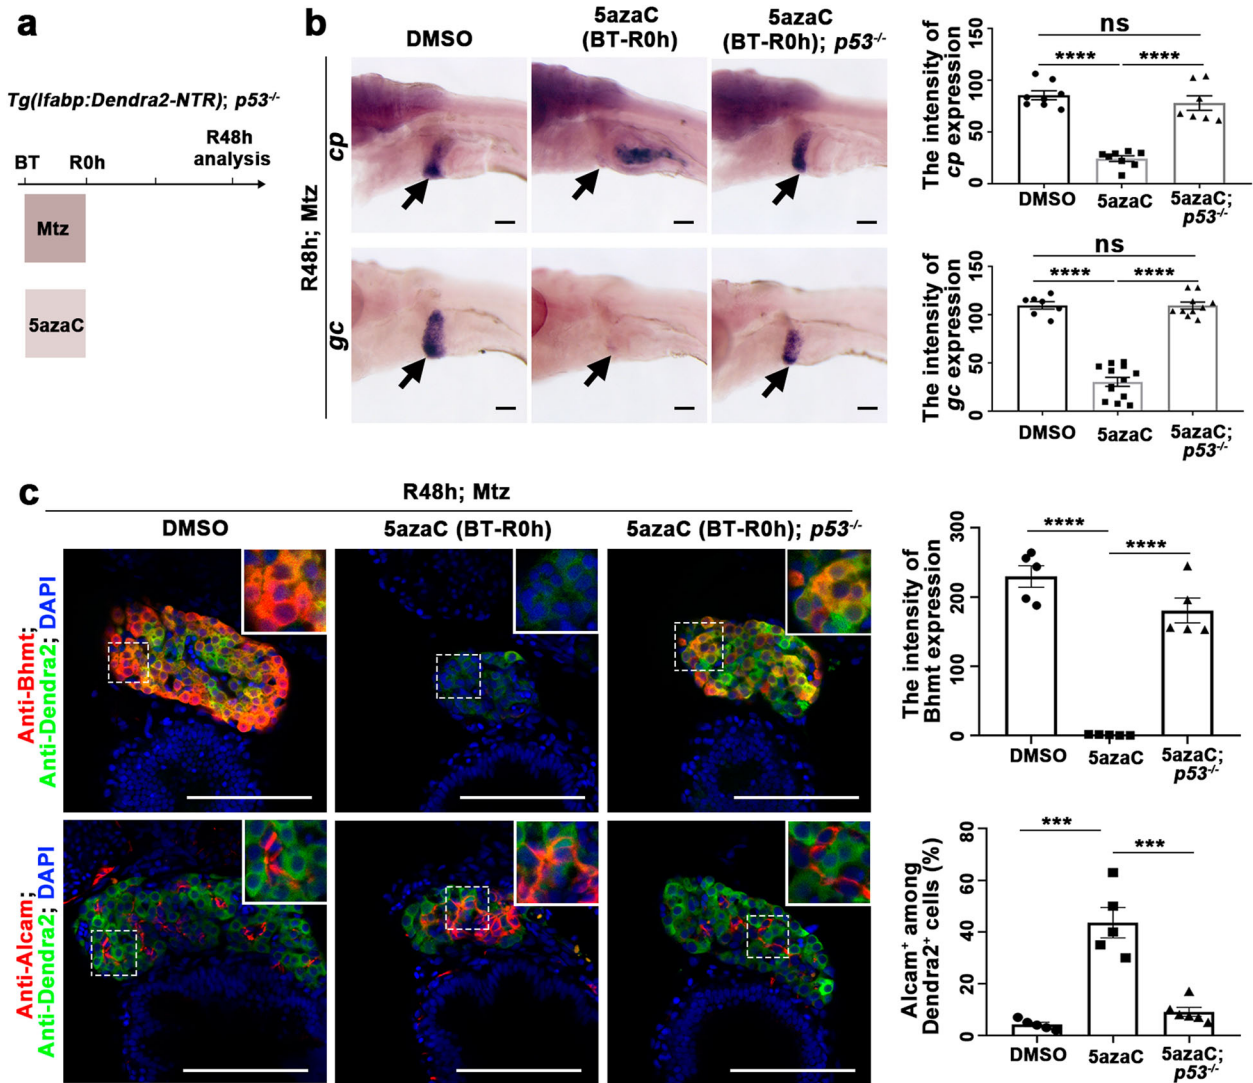 a
Tg(lfabp:Dendra2-NTR); p53-/-
R48h
analysis
BT R0h
Mtz
5azaC
b
DMSO
5azaC
(BT-R0h)
5azaC
(BT-R0h); p53-/-
R48h; Mtz
cp
gc
The intensity of
cp expression
150
100
50
0
ns
**** ****
DMSO 5azaC 5azaC;
p53-/-
The intensity of
gc expression
150
100
50
0
ns
**** ****
DMSO 5azaC 5azaC;
p53-/-
c
R48h; Mtz
DMSO 5azaC (BT-R0h) 5azaC (BT-R0h); p53-/-
Anti-Bhmt;
Anti-Dendra2; DAPI
Anti-Alcam;
Anti-Dendra2; DAPI
The intensity of
Bhmt expression
300
200
100
0
****
****
DMSO 5azaC 5azaC;
p53-/-
Alcam+ among
Dendra2+ cells (%)
80
60
40
20
0
***
***
DMSO 5azaC 5azaC;
p53-/-